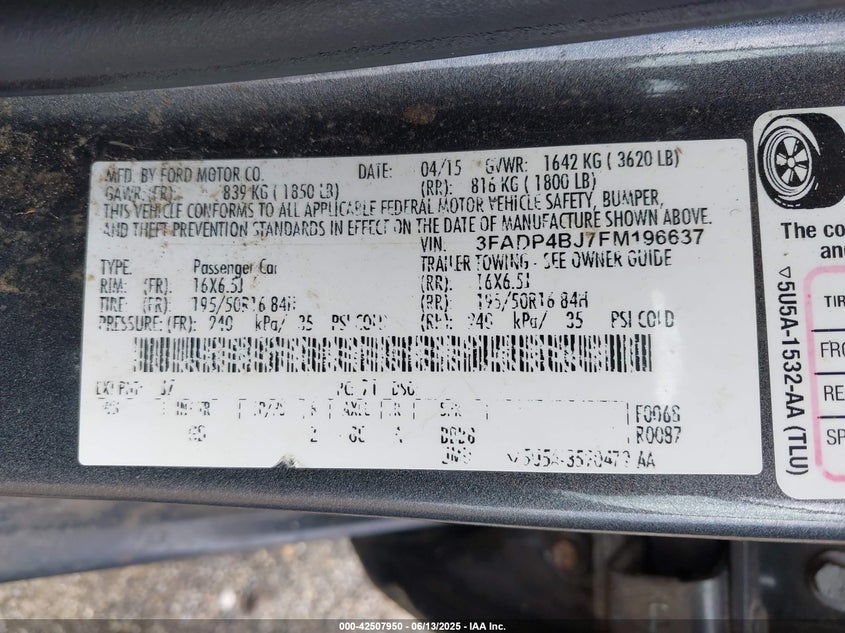 MFD. BY FORD MOTOR CO. DATE: 04/15 GVWR: 1642 KG ( 3620 LB)
GAWR: (FR): 839 KG ( 1850 LB) (RR): 816 KG ( 1800 LB)
THIS VEHICLE CONFORMS TO ALL APPLICABLE FEDERAL MOTOR VEHICLE SAFETY, BUMPER,
AND THEFT PREVENTION STANDARDS IN EFFECT ON THE DATE OF MANUFACTURE SHOWN ABOVE.
VIN: 3FADP4BJ7FM196637
TYPE: Passenger Car TRAILER TOWING - SEE OWNER GUIDE
RIM: (FR): 16X6.5J (RR): 16X6.5J
TIRE: (FR): 195/50R16 84H (RR): 195/50R16 84H
PRESSURE: (FR): 240 kPa/ 35 PSI COLD (RR): 240 kPa/ 35 PSI COLD
DSO
F0068
R0087
AA
▽5U5A-1532-AA (TLU)
The co
an
TIR
FRO
RE
SP
000-42507950 - 06/13/2025 - IAA Inc.